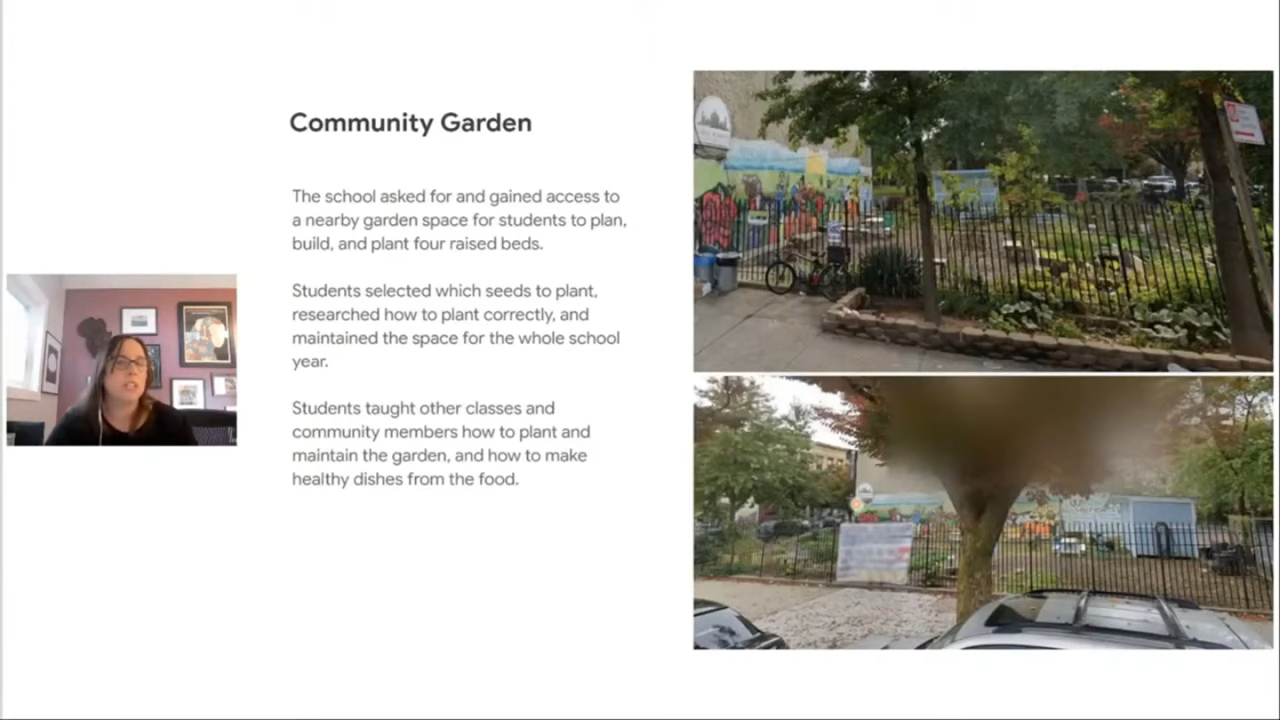 Community Garden
The school asked for and gained access to
a nearby garden space for students to plan,
build, and plant four raised beds.
Students selected which seeds to plant,
researched how to plant correctly, and
maintained the space for the whole school
year.
Students taught other classes and
community members how to plant and
maintain the garden, and how to make
healthy dishes from the food.